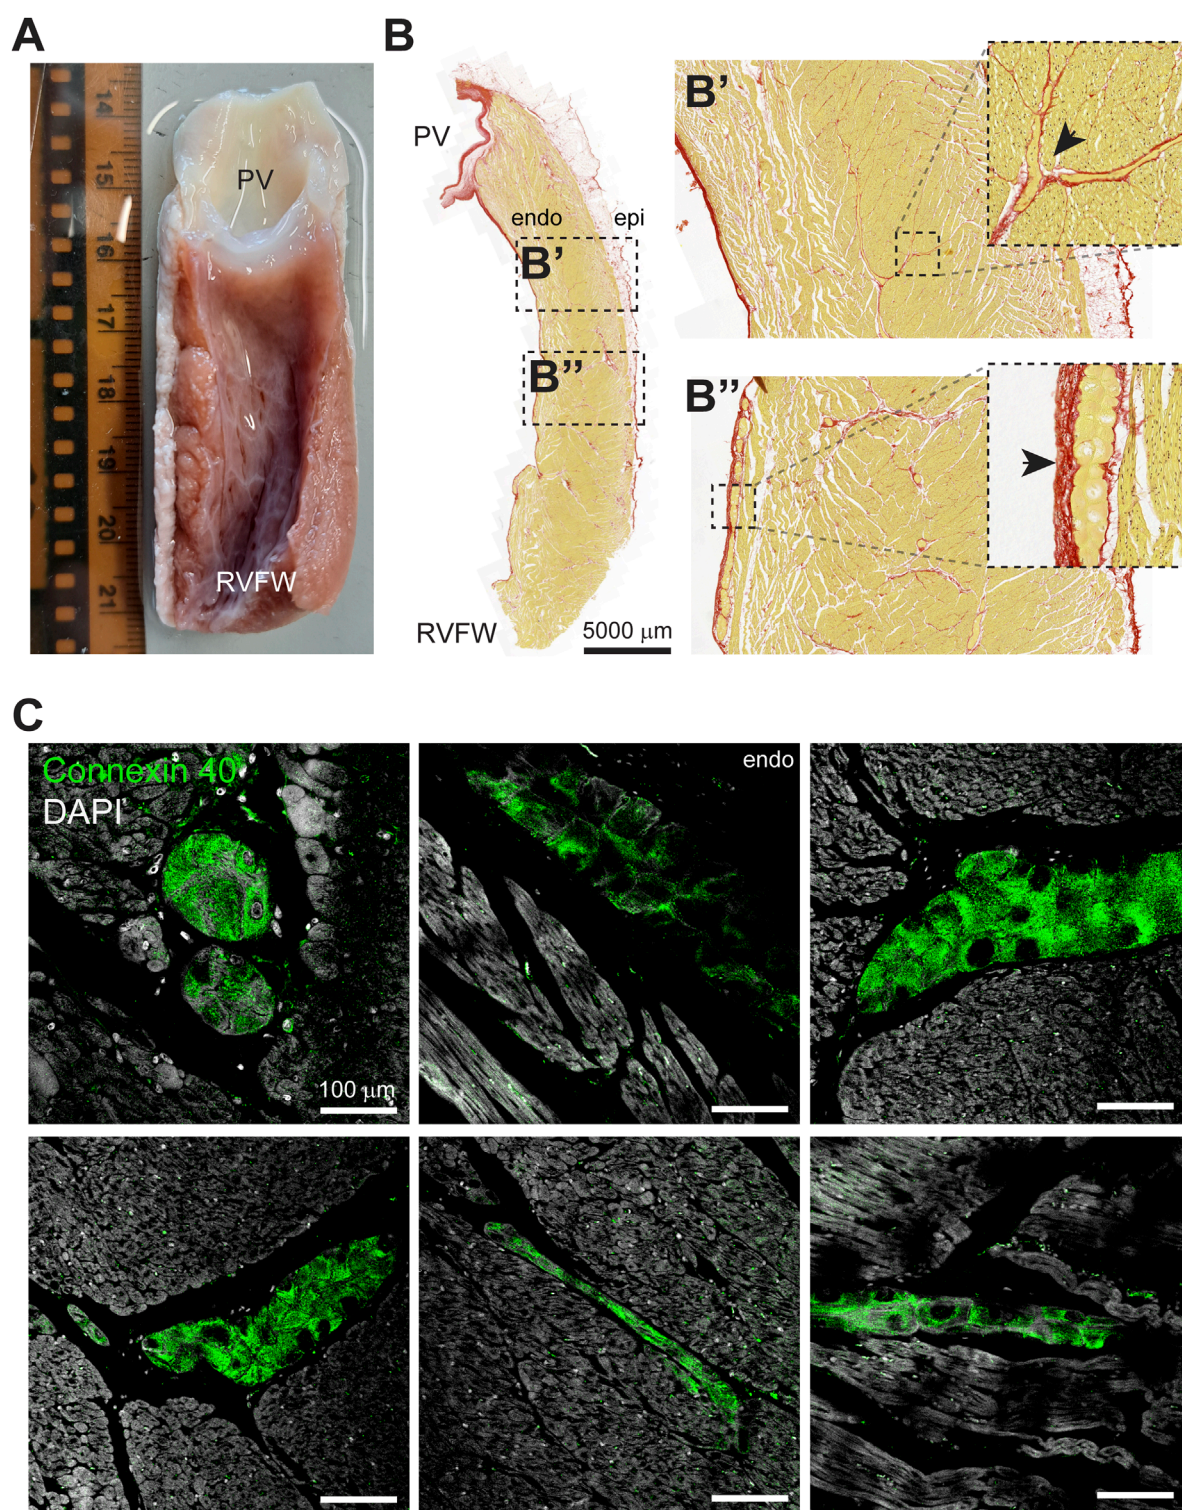 A
B
14
15
16
17
18
19
20
21
PV
RVFW
PV
endo
epi
B'
B”
RVFW
5000 μm
B'
B”
C
Connexin 40
DAPI
100 μm
endo